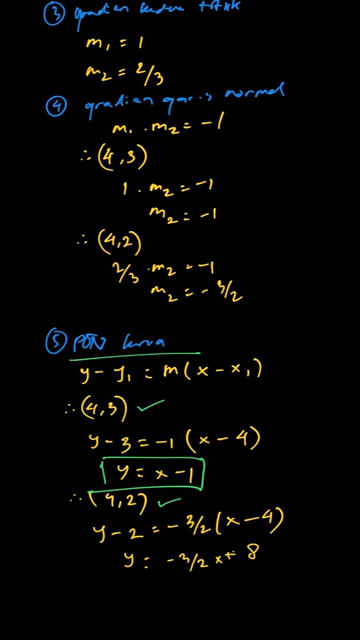 ③ gradien kedua titik
m₁ = 1
m₂ = 2/3
④ gradien garis normal
m₁ . m₂ = -1
∴ (4,3)
1 . m₂ = -1
m₂ = -1
∴ (4,2)
2/3 . m₂ = -1
m₂ = -3/2
⑤ PGN kurva
y - y₁ = m(x - x₁)
∴ (4,3) ✓
y - 3 = -1 (x - 4)
y = x - 1
∴ (4,2) ✓
y - 2 = -3/2 (x - 4)
y = -3/2 x + 8